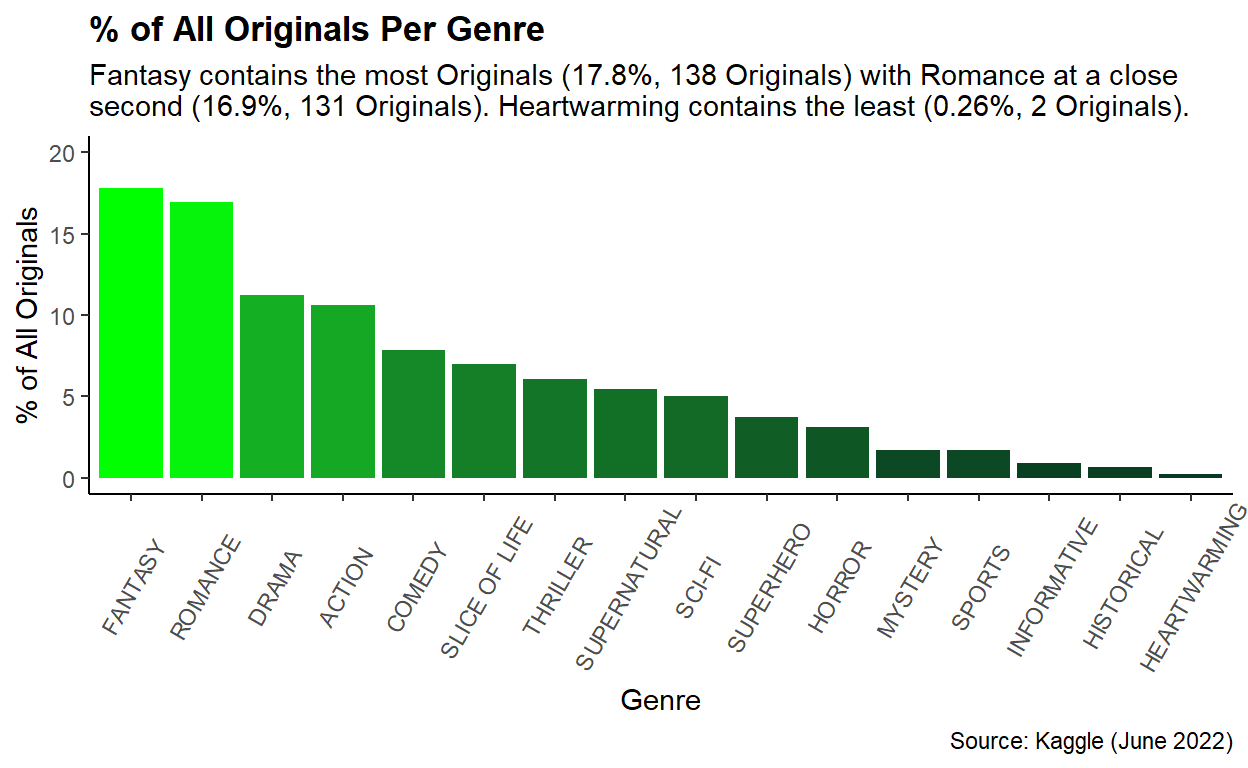 % of All Originals Per Genre
Fantasy contains the most Originals (17.8%, 138 Originals) with Romance at a close
second (16.9%, 131 Originals). Heartwarming contains the least (0.26%, 2 Originals).
% of All Originals
20
15
10
5
0
FANTASY
ROMANCE
DRAMA
ACTION
COMEDY
SLICE OF LIFE
THRILLER
SUPERNATURAL
SCI-FI
SUPERHERO
HORROR
MYSTERY
SPORTS
INFORMATIVE
HISTORICAL
HEARTWARMING
Genre
Source: Kaggle (June 2022)